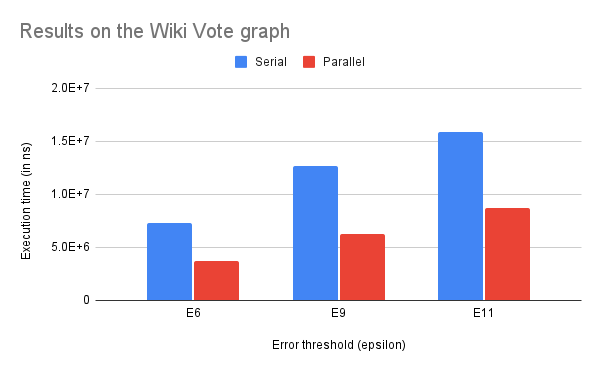 Results on the Wiki Vote graph
Serial Parallel
2.0E+7
1.5E+7
1.0E+7
5.0E+6
0
Execution time (in ns)
E6 E9 E11
Error threshold (epsilon)